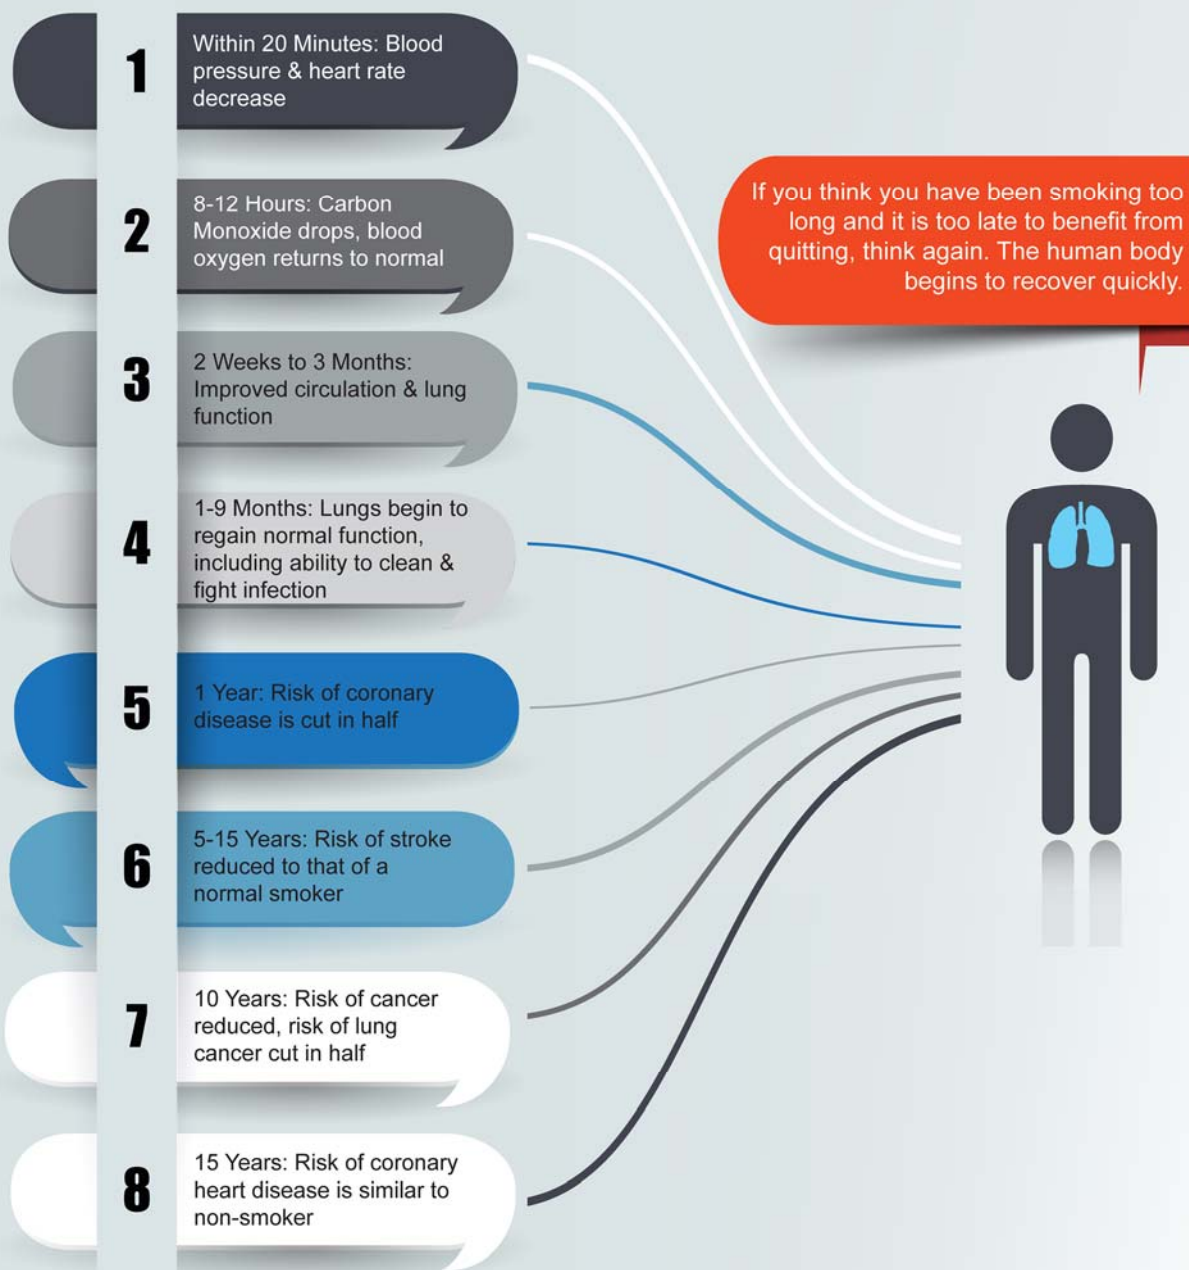 1
Within 20 Minutes: Blood
pressure & heart rate
decrease
2
8-12 Hours: Carbon
Monoxide drops, blood
oxygen returns to normal
If you think you have been smoking too
long and it is too late to benefit from
quitting, think again. The human body
begins to recover quickly.
3
2 Weeks to 3 Months:
Improved circulation & lung
function
4
1-9 Months: Lungs begin to
regain normal function,
including ability to clean &
fight infection
5
1 Year: Risk of coronary
disease is cut in half
6
5-15 Years: Risk of stroke
reduced to that of a
normal smoker
7
10 Years: Risk of cancer
reduced, risk of lung
cancer cut in half
8
15 Years: Risk of coronary
heart disease is similar to
non-smoker